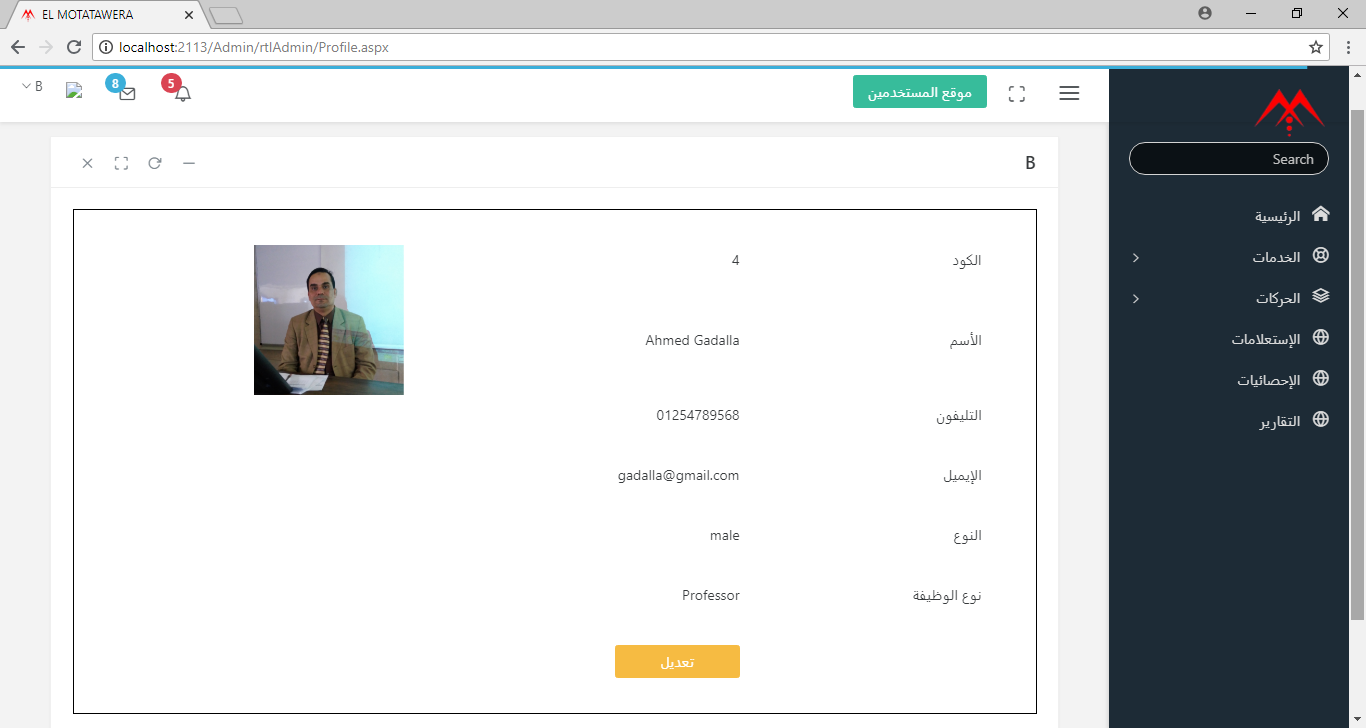 EL MOTATAWERA
localhost:2113/Admin/rtlAdmin/Profile.aspx
B
8
5
موقع المستخدمين
Search
الرئيسية
الخدمات
الحركات
الإستعلامات
الإحصائيات
التقارير
B
الكود 4
الأسم Ahmed Gadalla
التليفون 01254789568
الإيميل gadalla@gmail.com
النوع male
نوع الوظيفة Professor
تعديل